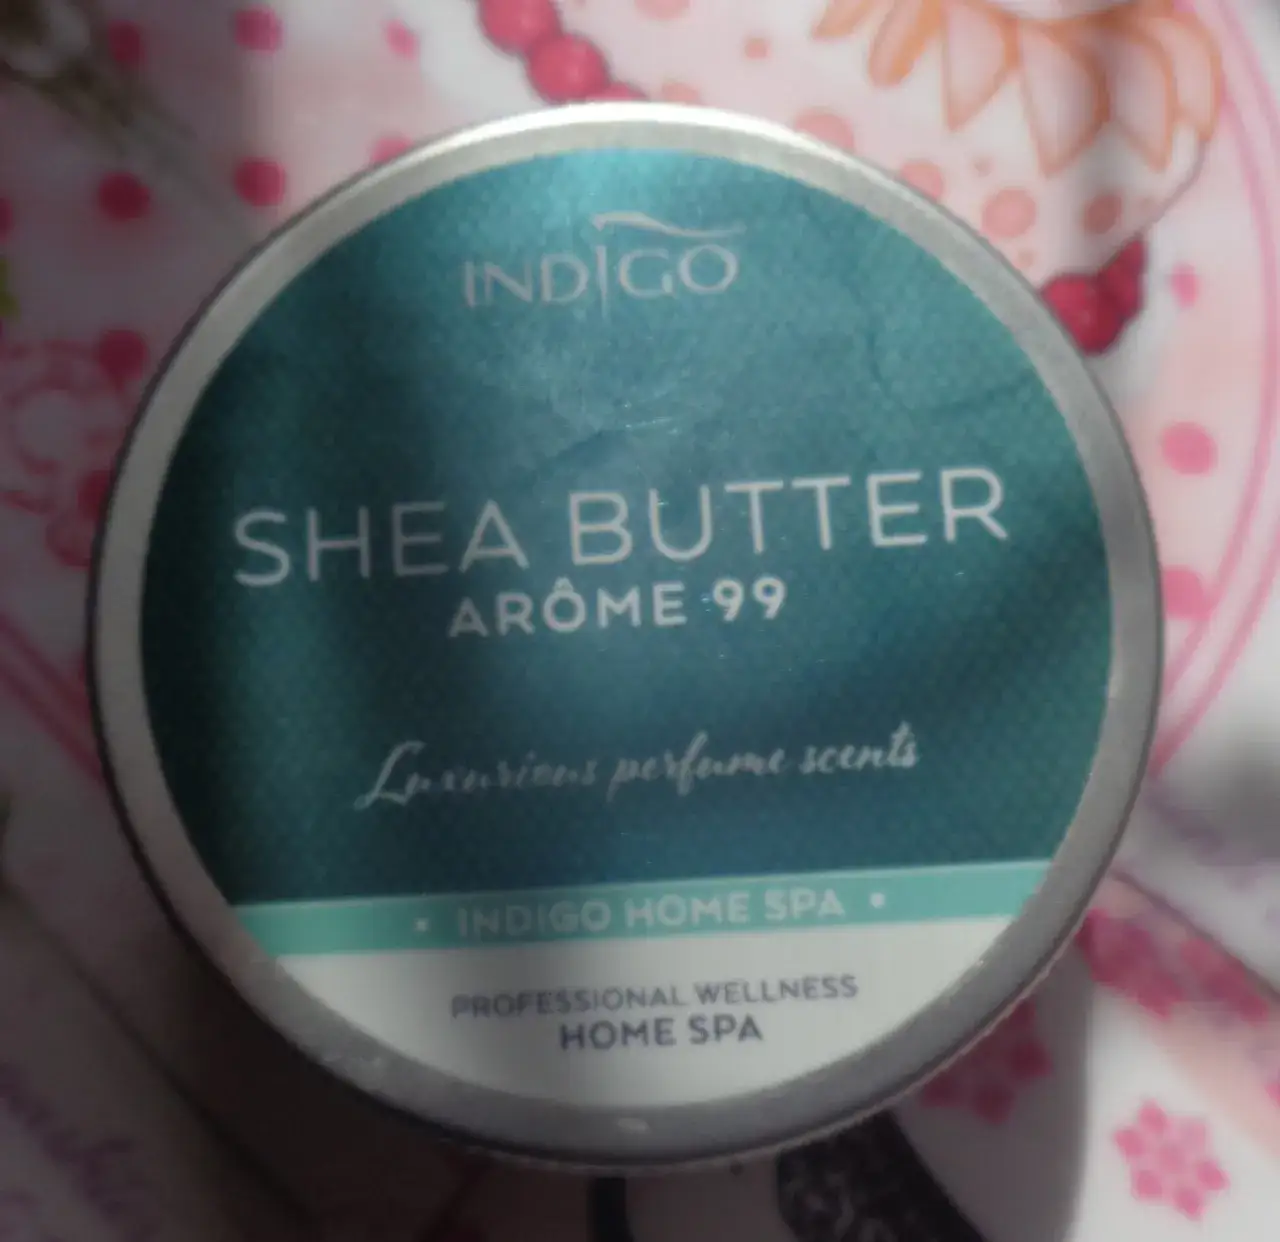 INDIGO
SHEA BUTTER
ARÔME 99
Luxurious perfume scents
• INDIGO HOME SPA •
PROFESSIONAL WELLNESS
HOME SPA